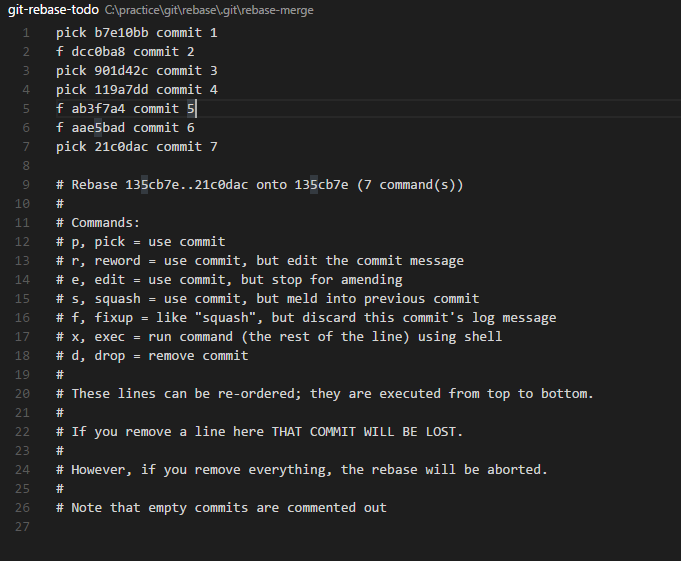 git-rebase-todo C:\practice\git\rebase\.git\rebase-merge
1 pick b7e10bb commit 1
2 f dcc0ba8 commit 2
3 pick 901d42c commit 3
4 pick 119a7dd commit 4
5 f ab3f7a4 commit 5
6 f aae5bad commit 6
7 pick 21c0dac commit 7
8
9 # Rebase 135cb7e..21c0dac onto 135cb7e (7 command(s))
10 #
11 # Commands:
12 # p, pick = use commit
13 # r, reword = use commit, but edit the commit message
14 # e, edit = use commit, but stop for amending
15 # s, squash = use commit, but meld into previous commit
16 # f, fixup = like "squash", but discard this commit's log message
17 # x, exec = run command (the rest of the line) using shell
18 # d, drop = remove commit
19 #
20 # These lines can be re-ordered; they are executed from top to bottom.
21 #
22 # If you remove a line here THAT COMMIT WILL BE LOST.
23 #
24 # However, if you remove everything, the rebase will be aborted.
25 #
26 # Note that empty commits are commented out
27